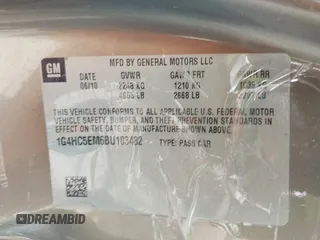 GM
MFD BY GENERAL MOTORS LLC
DATE GVWR GAWR FRT GAWR RR
06/10 2248 KG 1210 KG
LB 2668 LB
THIS VEHICLE CONFORMS TO ALL APPLICABLE U.S. FEDERAL MOTOR
VEHICLE SAFETY, BUMPER, AND THEFT PREVENTION STANDARDS IN
EFFECT ON THE DATE OF MANUFACTURE SHOWN ABOVE.
TYPE: PASS CAR
DREAMBID